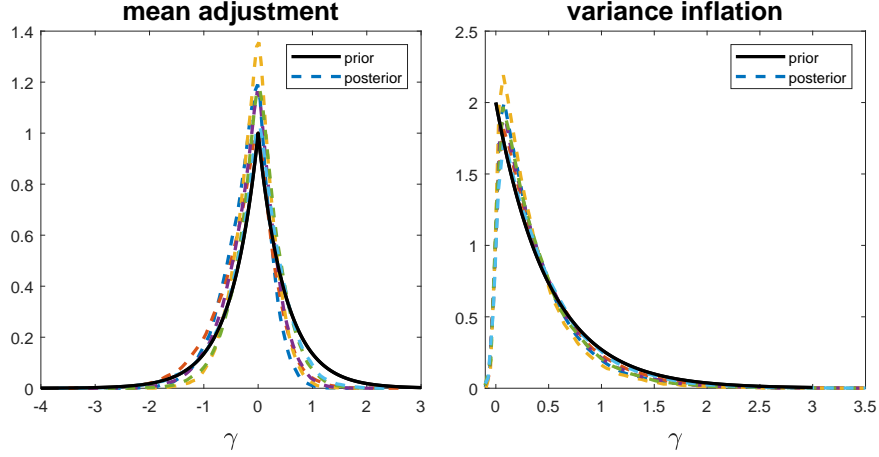 mean adjustment
1.4
1.2
1
0.8
0.6
0.4
0.2
0
-4 -3 -2 -1 0 1 2 3
γ
prior
posterior
variance inflation
2.5
2
1.5
1
0.5
0
0 0.5 1 1.5 2 2.5 3 3.5
γ
prior
posterior